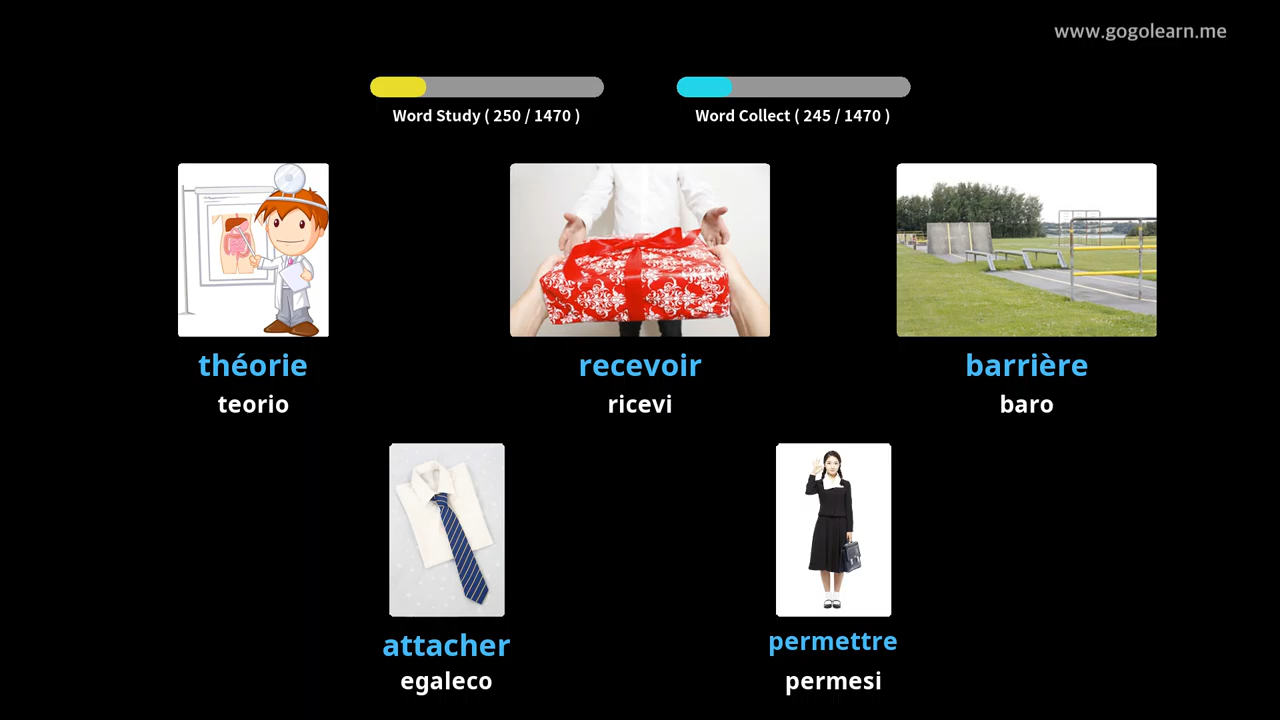 www.gogolearn.me
Word Study ( 250 / 1470 )
Word Collect ( 245 / 1470 )
théorie
teorio
recevoir
ricevi
barrière
baro
attacher
egaleco
permettre
permesi